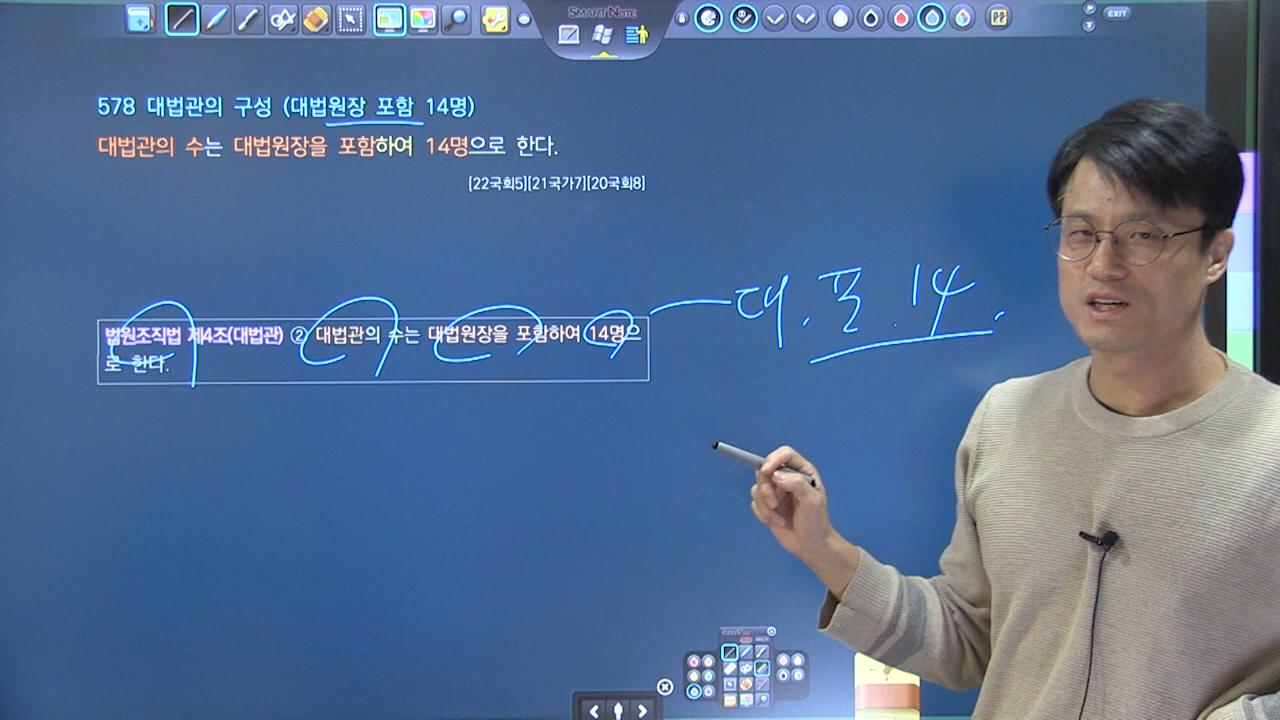 SMART NOTE
EXIT
578 대법관의 구성 (대법원장 포함 14명)
대법관의 수는 대법원장을 포함하여 14명으로 한다.
[22국회5][21국가7][20국회8]
대. 포. 14.
법원조직법 제4조(대법관) ② 대법관의 수는 대법원장을 포함하여 14명으
로 한다.